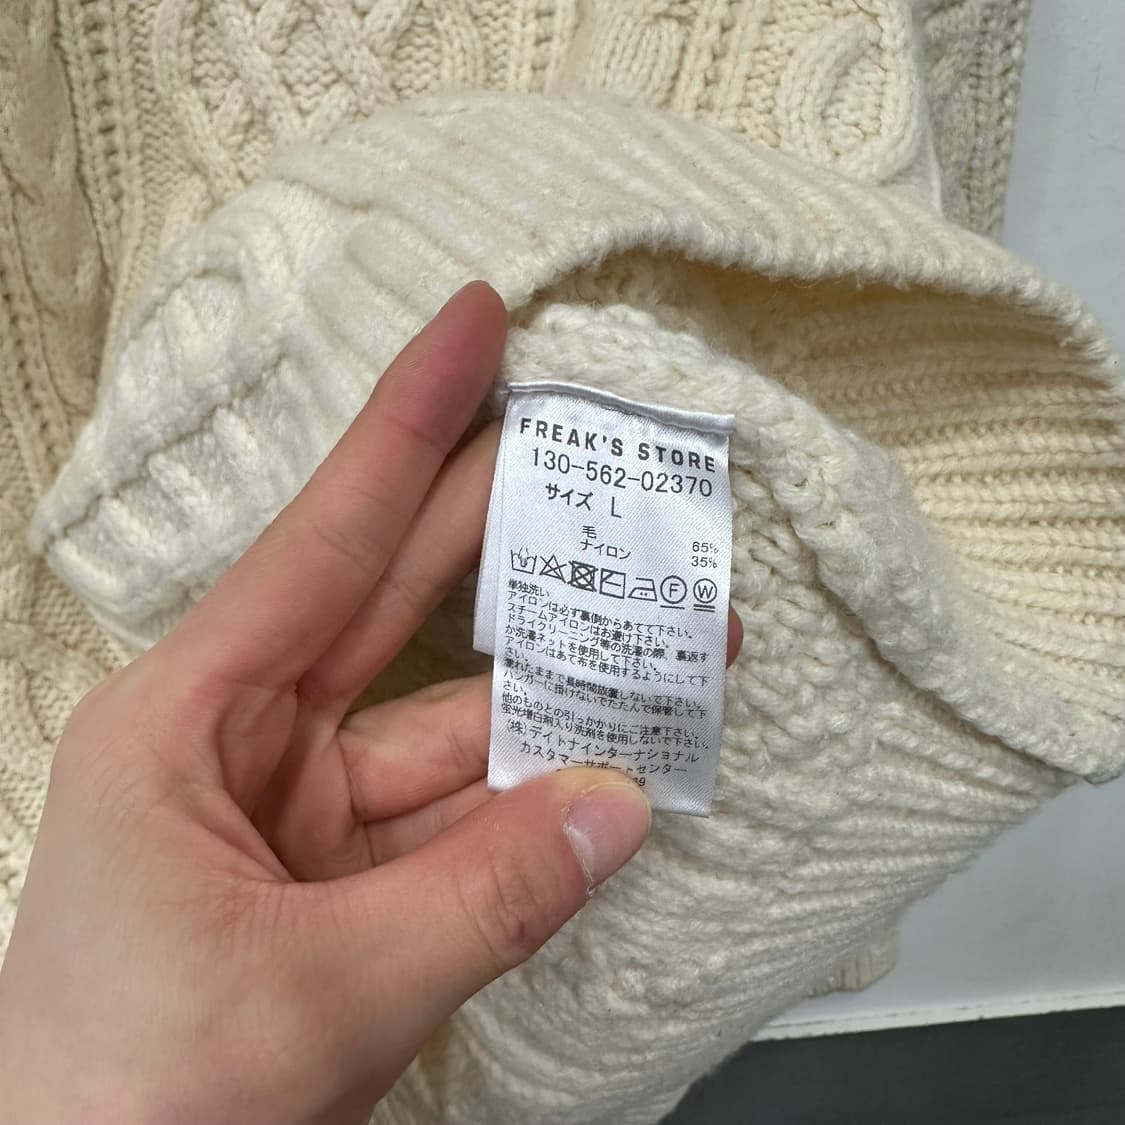 FREAK'S STORE
130-562-02370
サイズ L
毛 65%
ナイロン 35%
F W
単独洗い
アイロンは必ず裏側からあてて下さい。
スチームアイロンはお避け下さい。
ドライクリーニング等の洗濯の際、裏返す
か洗濯ネットを使用して下さい。
アイロンはあて布を使用するようにして下
さい。
濡れたままで長時間放置しないで下さい。
ハンガーに掛けないでたたんで保管して下
さい。
他のものとの引っかかりにご注意下さい。
蛍光増白剤入り洗剤を使用しないで下さい。
(株)デイトナインターナショナル
カスタマーサポートセンター